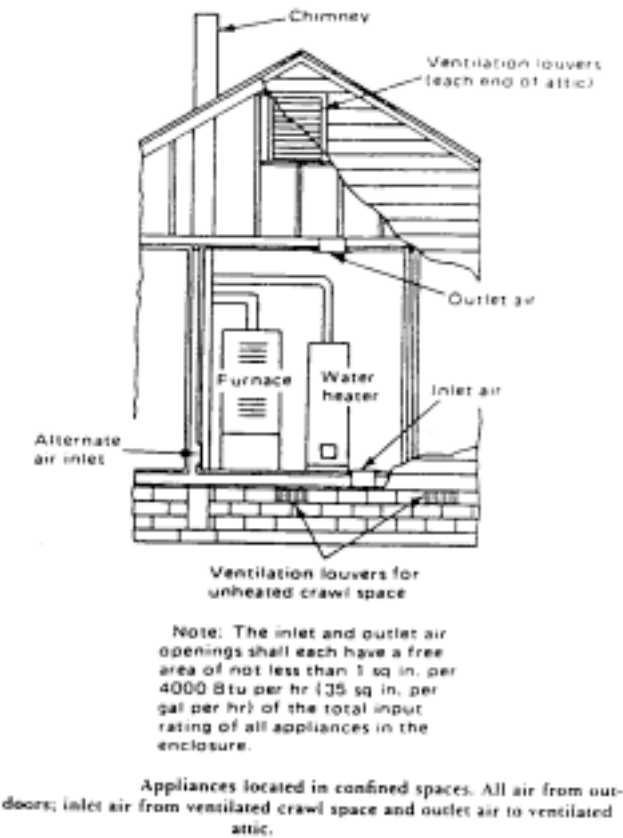 Chimney
Ventilation louvers
(each end of attic)
Outlet air
Furnace
Water
heater
Inlet air
Alternate
air inlet
Ventilation louvers for
unheated crawl space
Note: The inlet and outlet air
openings shall each have a free
area of not less than 1 sq in. per
4000 Btu per hr (35 sq in. per
gal per hr) of the total input
rating of all appliances in the
enclosure.
Appliances located in confined spaces. All air from out-
doors; inlet air from ventilated crawl space and outlet air to ventilated
attic.